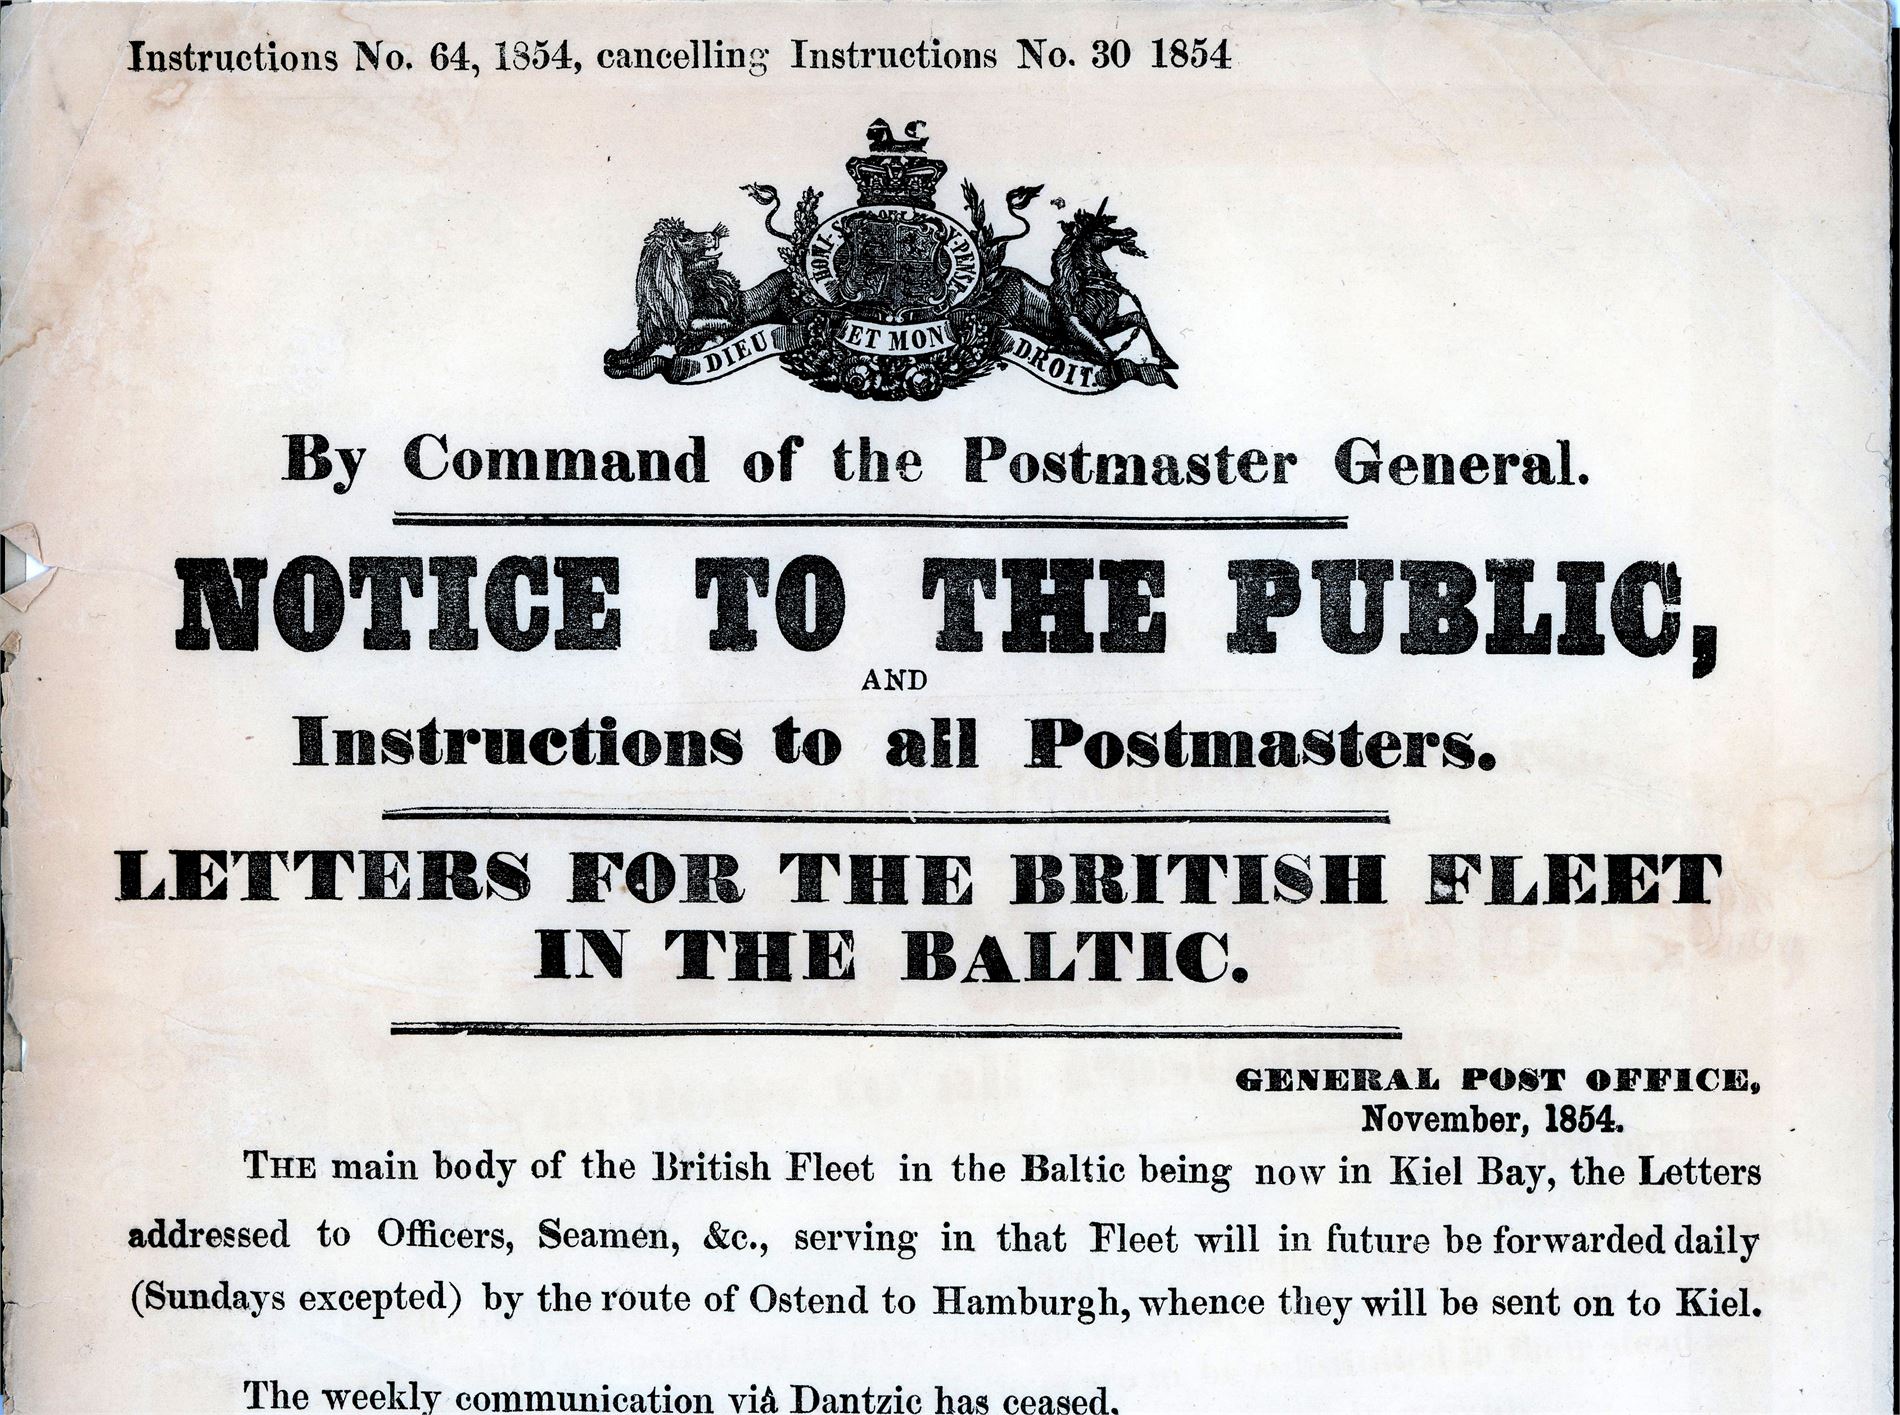 Instructions No. 64, 1854, cancelling Instructions No. 30 1854
HONI S Y PENS
DIEU ET MON DROIT.
By Command of the Postmaster General.
NOTICE TO THE PUBLIC,
AND
Instructions to all Postmasters.
LETTERS FOR THE BRITISH FLEET
IN THE BALTIC.
GENERAL POST OFFICE,
November, 1854.
THE main body of the British Fleet in the Baltic being now in Kiel Bay, the Letters
addressed to Officers, Seamen, &c., serving in that Fleet will in future be forwarded daily
(Sundays excepted) by the route of Ostend to Hamburgh, whence they will be sent on to Kiel.
The weekly communication viâ Dantzic has ceased.